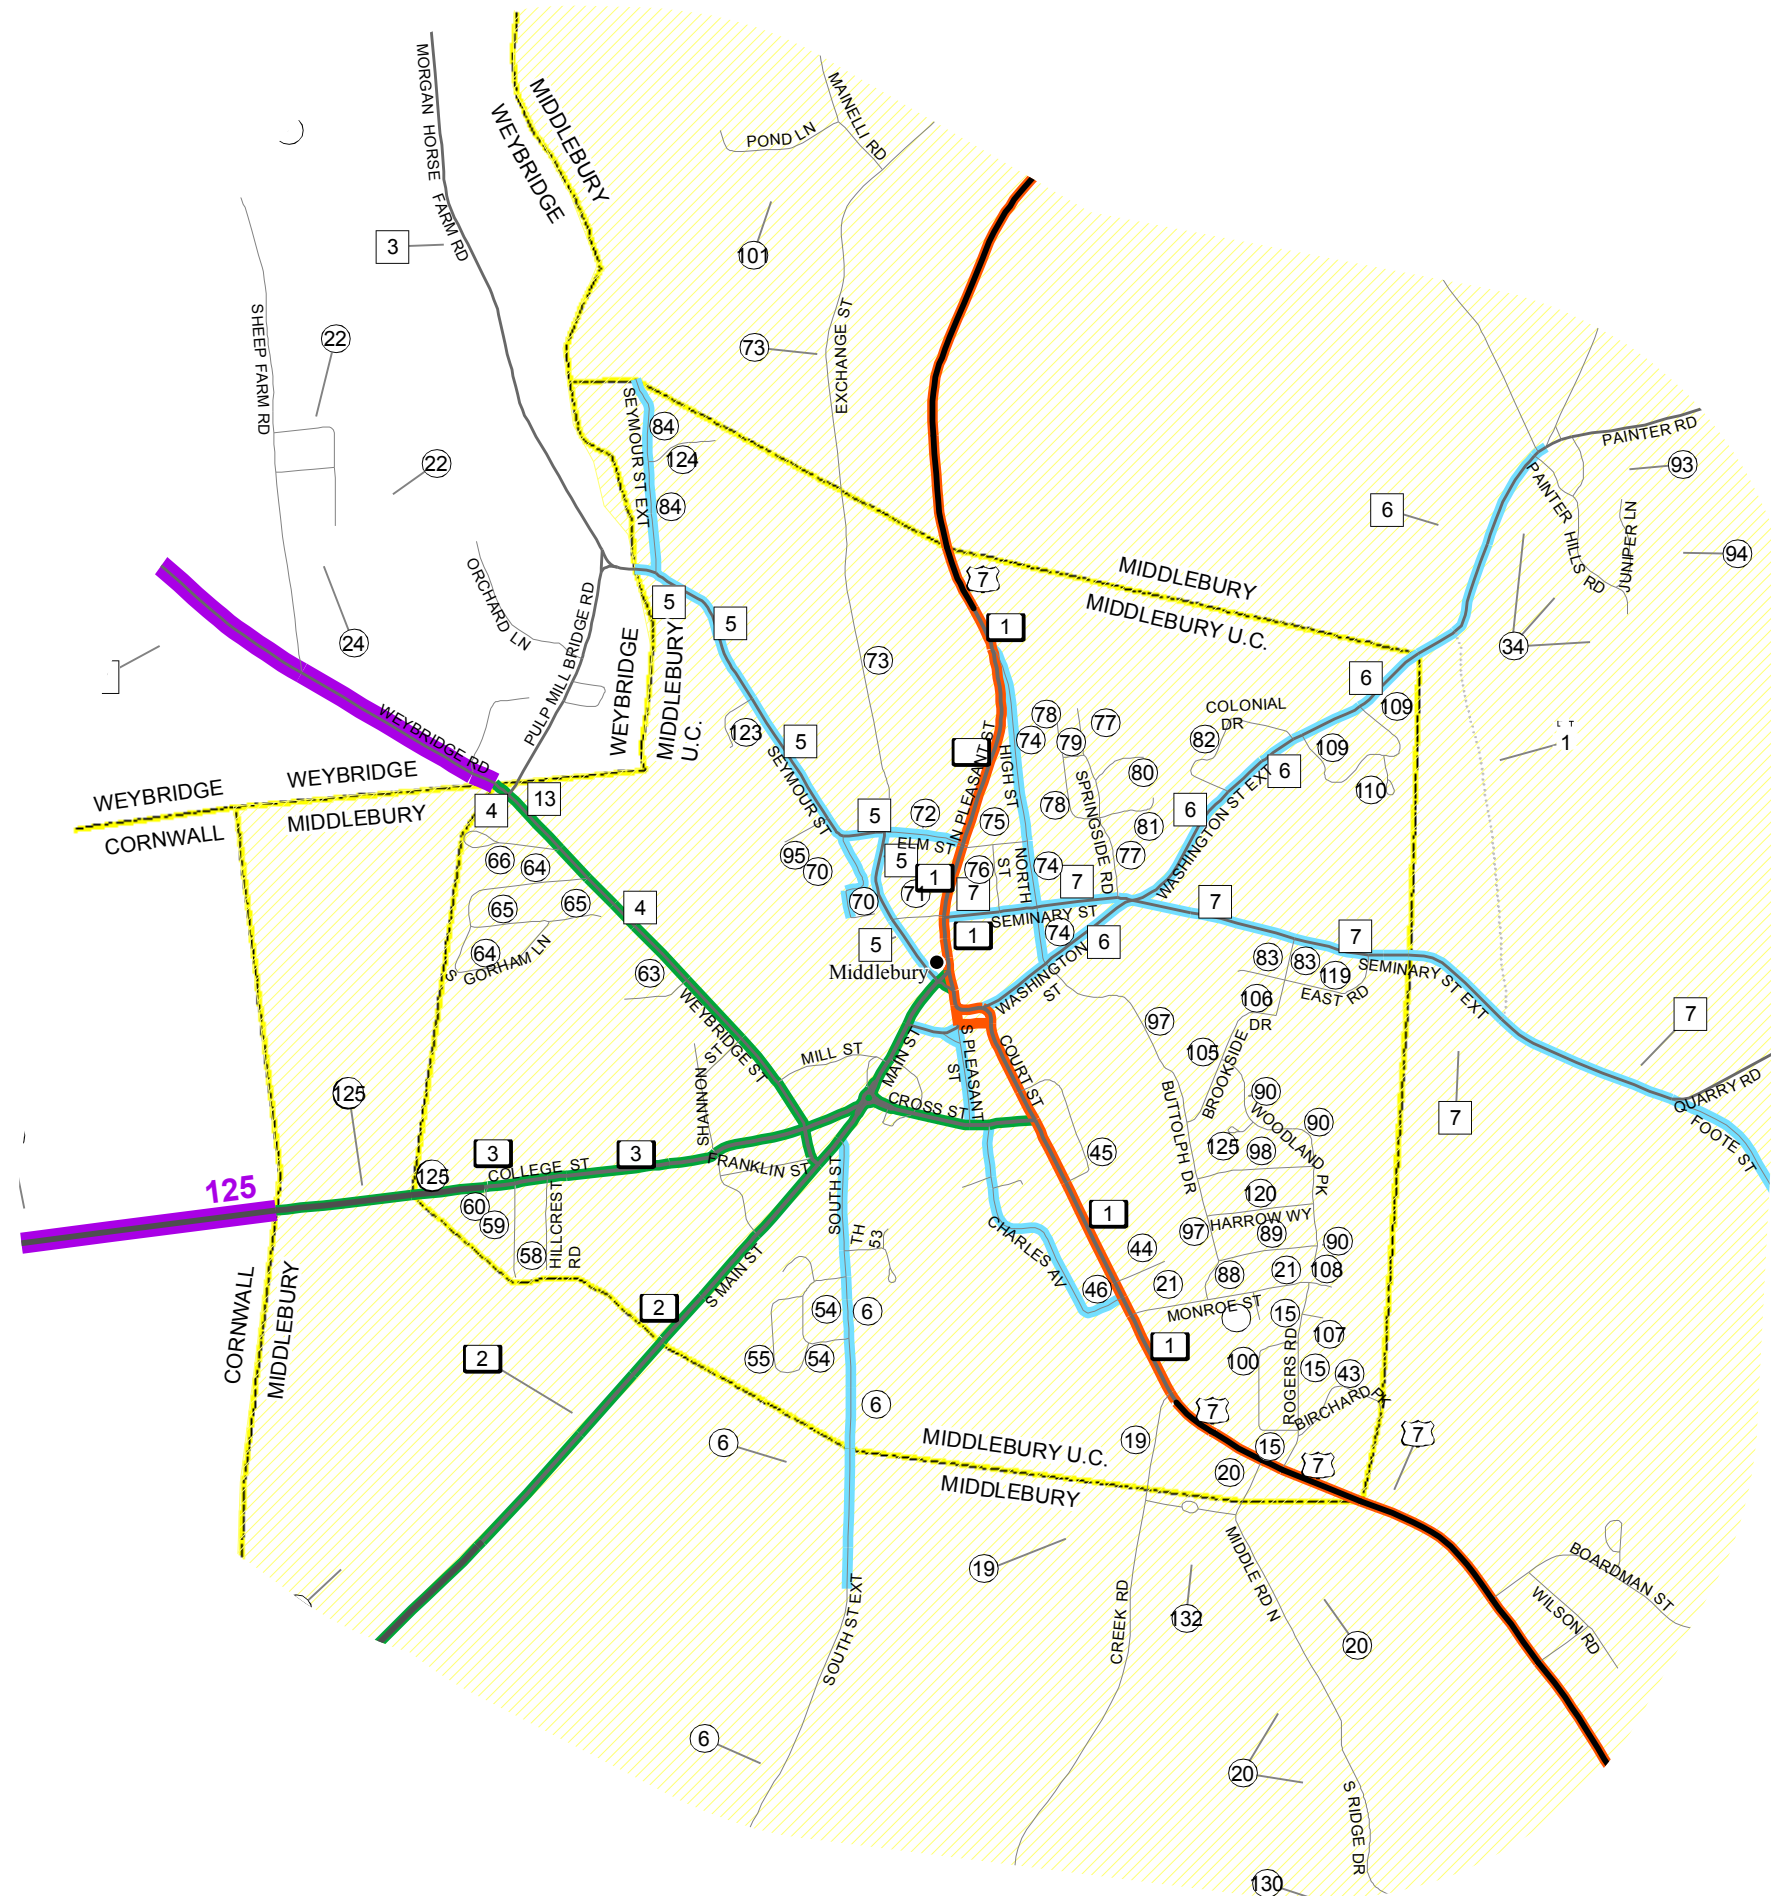 MORGAN HORSE FARM RD
MIDDLEBURY
WEYBRIDGE
MAINELLI RD
POND LN
3
101
SHEEP FARM RD
22
73
EXCHANGE ST
SEYMOUR ST EXT
84
124
84
22
PAINTER RD
93
PAINTER HILLS RD
JUNIPER LN
94
6
34
ORCHARD LN
PULP MILL BRIDGE RD
24
7
MIDDLEBURY
MIDDLEBURY U.C.
5
5
1
73
WEYBRIDGE
MIDDLEBURY U.C.
WEYBRIDGE RD
123
5
SEYMOUR ST
N PLEASANT ST
HIGH ST
78
74
79
77
80
78
SPRINGSIDE RD
81
77
COLONIAL DR
82
6
109
109
110
6
6
WASHINGTON ST EXT
1
WEYBRIDGE
WEYBRIDGE
CORNWALL
MIDDLEBURY
4
13
5
72
ELM ST
75
5
71
1
76
ST
NORTH
74
7
7
95
70
70
66
64
65
65
64
S GORHAM LN
4
63
5
1
SEMINARY ST
74
6
7
7
SEMINARY ST EXT
83
83
119
EAST RD
106
7
QUARRY RD
FOOTE ST
7
Middlebury
WASHINGTON ST
97
WEYBRIDGE ST
SHANNON ST
MILL ST
MAIN ST
CROSS ST
S PLEASANT ST
COURT ST
105
BROOKSIDE DR
90
WOODLAND PK
90
125
98
BUTTOLPH DR
120
HARROW WY
97
89
90
88
21
108
21
MONROE ST
125
3
3
125
COLLEGE ST
FRANKLIN ST
125
60
59
58
HILLCREST RD
SOUTH ST
TH 53
CHARLES AV
45
1
44
46
CORNWALL
MIDDLEBURY
2
S MAIN ST
2
54
6
55
54
6
1
15
107
100
ROGERS RD
15
43
BIRCHARD PK
7
15
7
7
19
20
MIDDLEBURY U.C.
MIDDLEBURY
6
19
SOUTH ST EXT
CREEK RD
132
MIDDLE RD N
20
BOARDMAN ST
WILSON RD
6
20
S RIDGE DR
130